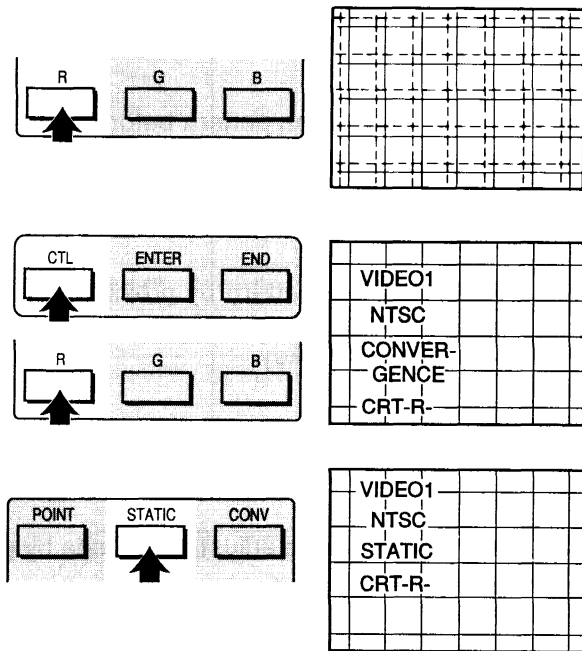 R G B
CTL ENTER END
VIDEO1
NTSC
CONVER-
GENCE
CRT-R-
R G B
POINT STATIC CONV
VIDEO1
NTSC
STATIC
CRT-R-